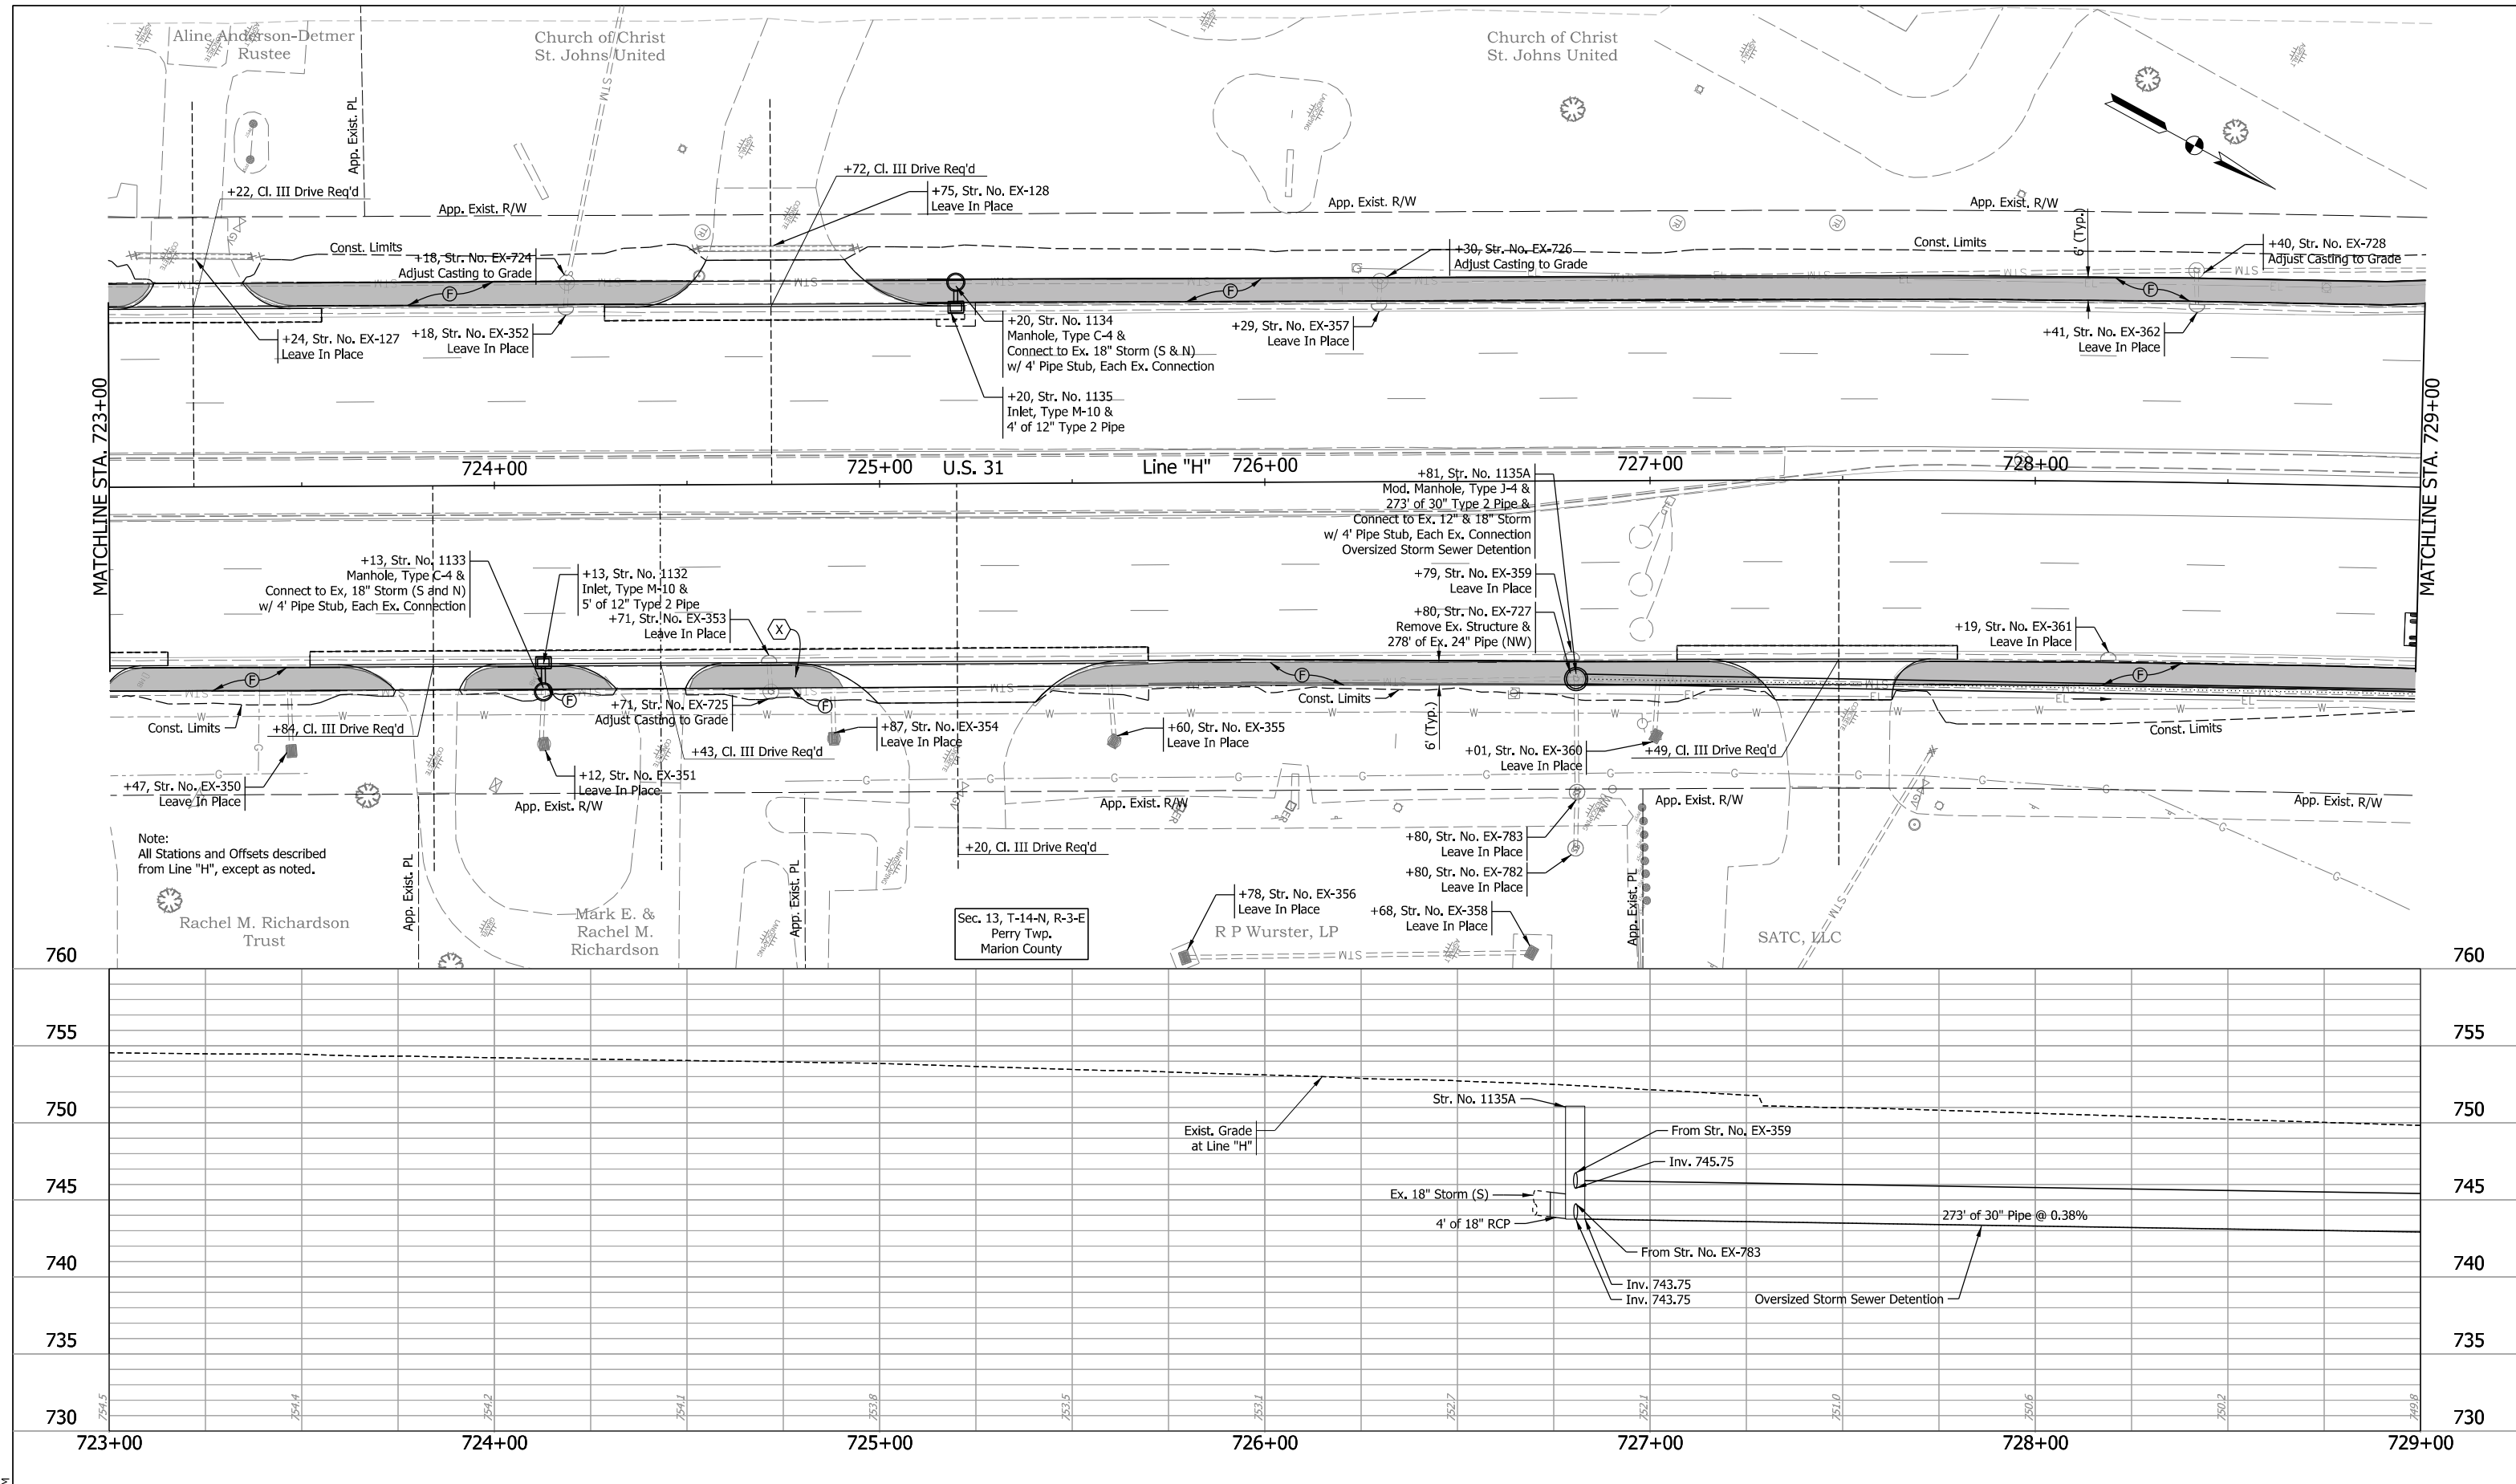 Aline Anderson-Detmer
Rustee
Church of Christ
St. Johns United
Church of Christ
St. Johns United
App. Exist. PL
STM
+22, Cl. III Drive Req'd
App. Exist. R/W
+72, Cl. III Drive Req'd
+75, Str. No. EX-128
Leave In Place
App. Exist. R/W
App. Exist. R/W
Const. Limits
+18, Str. No. EX-724
Adjust Casting to Grade
+30, Str. No. EX-726
Adjust Casting to Grade
Const. Limits
6' (Typ.)
+40, Str. No. EX-728
Adjust Casting to Grade
F
F
F
+24, Str. No. EX-127
Leave In Place
+18, Str. No. EX-352
Leave In Place
+20, Str. No. 1134
Manhole, Type C-4 &
Connect to Ex. 18" Storm (S & N)
w/ 4' Pipe Stub, Each Ex. Connection
+29, Str. No. EX-357
Leave In Place
+41, Str. No. EX-362
Leave In Place
+20, Str. No. 1135
Inlet, Type M-10 &
4' of 12" Type 2 Pipe
MATCHLINE STA. 723+00
MATCHLINE STA. 729+00
724+00
725+00
U.S. 31
Line "H"
726+00
727+00
728+00
+81, Str. No. 1135A
Mod. Manhole, Type J-4 &
273' of 30" Type 2 Pipe &
Connect to Ex. 12" & 18" Storm
w/ 4' Pipe Stub, Each Ex. Connection
Oversized Storm Sewer Detention
+13, Str. No. 1133
Manhole, Type C-4 &
Connect to Ex, 18" Storm (S and N)
w/ 4' Pipe Stub, Each Ex. Connection
+13, Str. No. 1132
Inlet, Type M-10 &
5' of 12" Type 2 Pipe
+71, Str. No. EX-353
Leave In Place
X
+79, Str. No. EX-359
Leave In Place
+80, Str. No. EX-727
Remove Ex. Structure &
278' of Ex. 24" Pipe (NW)
+19, Str. No. EX-361
Leave In Place
F
F
F
F
F
Const. Limits
+84, Cl. III Drive Req'd
+71, Str. No. EX-725
Adjust Casting to Grade
+43, Cl. III Drive Req'd
+87, Str. No. EX-354
Leave In Place
+60, Str. No. EX-355
Leave In Place
Const. Limits
6' (Typ.)
+01, Str. No. EX-360
Leave In Place
+49, Cl. III Drive Req'd
Const. Limits
+47, Str. No. EX-350
Leave In Place
+12, Str. No. EX-351
Leave In Place
App. Exist. R/W
App. Exist. R/W
App. Exist. R/W
App. Exist. R/W
Note:
All Stations and Offsets described
from Line "H", except as noted.
+20, Cl. III Drive Req'd
+80, Str. No. EX-783
Leave In Place
+80, Str. No. EX-782
Leave In Place
App. Exist. PL
App. Exist. PL
App. Exist. PL
Rachel M. Richardson
Trust
Mark E. &
Rachel M.
Richardson
Sec. 13, T-14-N, R-3-E
Perry Twp.
Marion County
+78, Str. No. EX-356
Leave In Place
R P Wurster, LP
+68, Str. No. EX-358
Leave In Place
SATC, LLC
STM
STM
760
760
755
755
750
750
745
745
740
740
735
735
730
730
Str. No. 1135A
Exist. Grade
at Line "H"
From Str. No. EX-359
Inv. 745.75
Ex. 18" Storm (S)
4' of 18" RCP
273' of 30" Pipe @ 0.38%
From Str. No. EX-783
Inv. 743.75
Inv. 743.75
Oversized Storm Sewer Detention
754.5
754.4
754.2
754.1
753.8
753.5
753.1
752.7
752.1
751.0
750.6
750.2
749.8
723+00
724+00
725+00
726+00
727+00
728+00
729+00